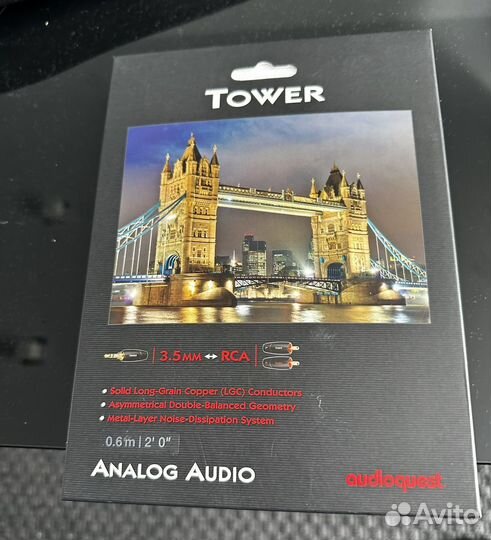 TOWER
3.5MM ↔ RCA
• Solid Long-Grain Copper (LGC) Conductors
• Asymmetrical Double-Balanced Geometry
• Metal-Layer Noise-Dissipation System
0.6m | 2' 0"
ANALOG AUDIO
audioquest
Avito